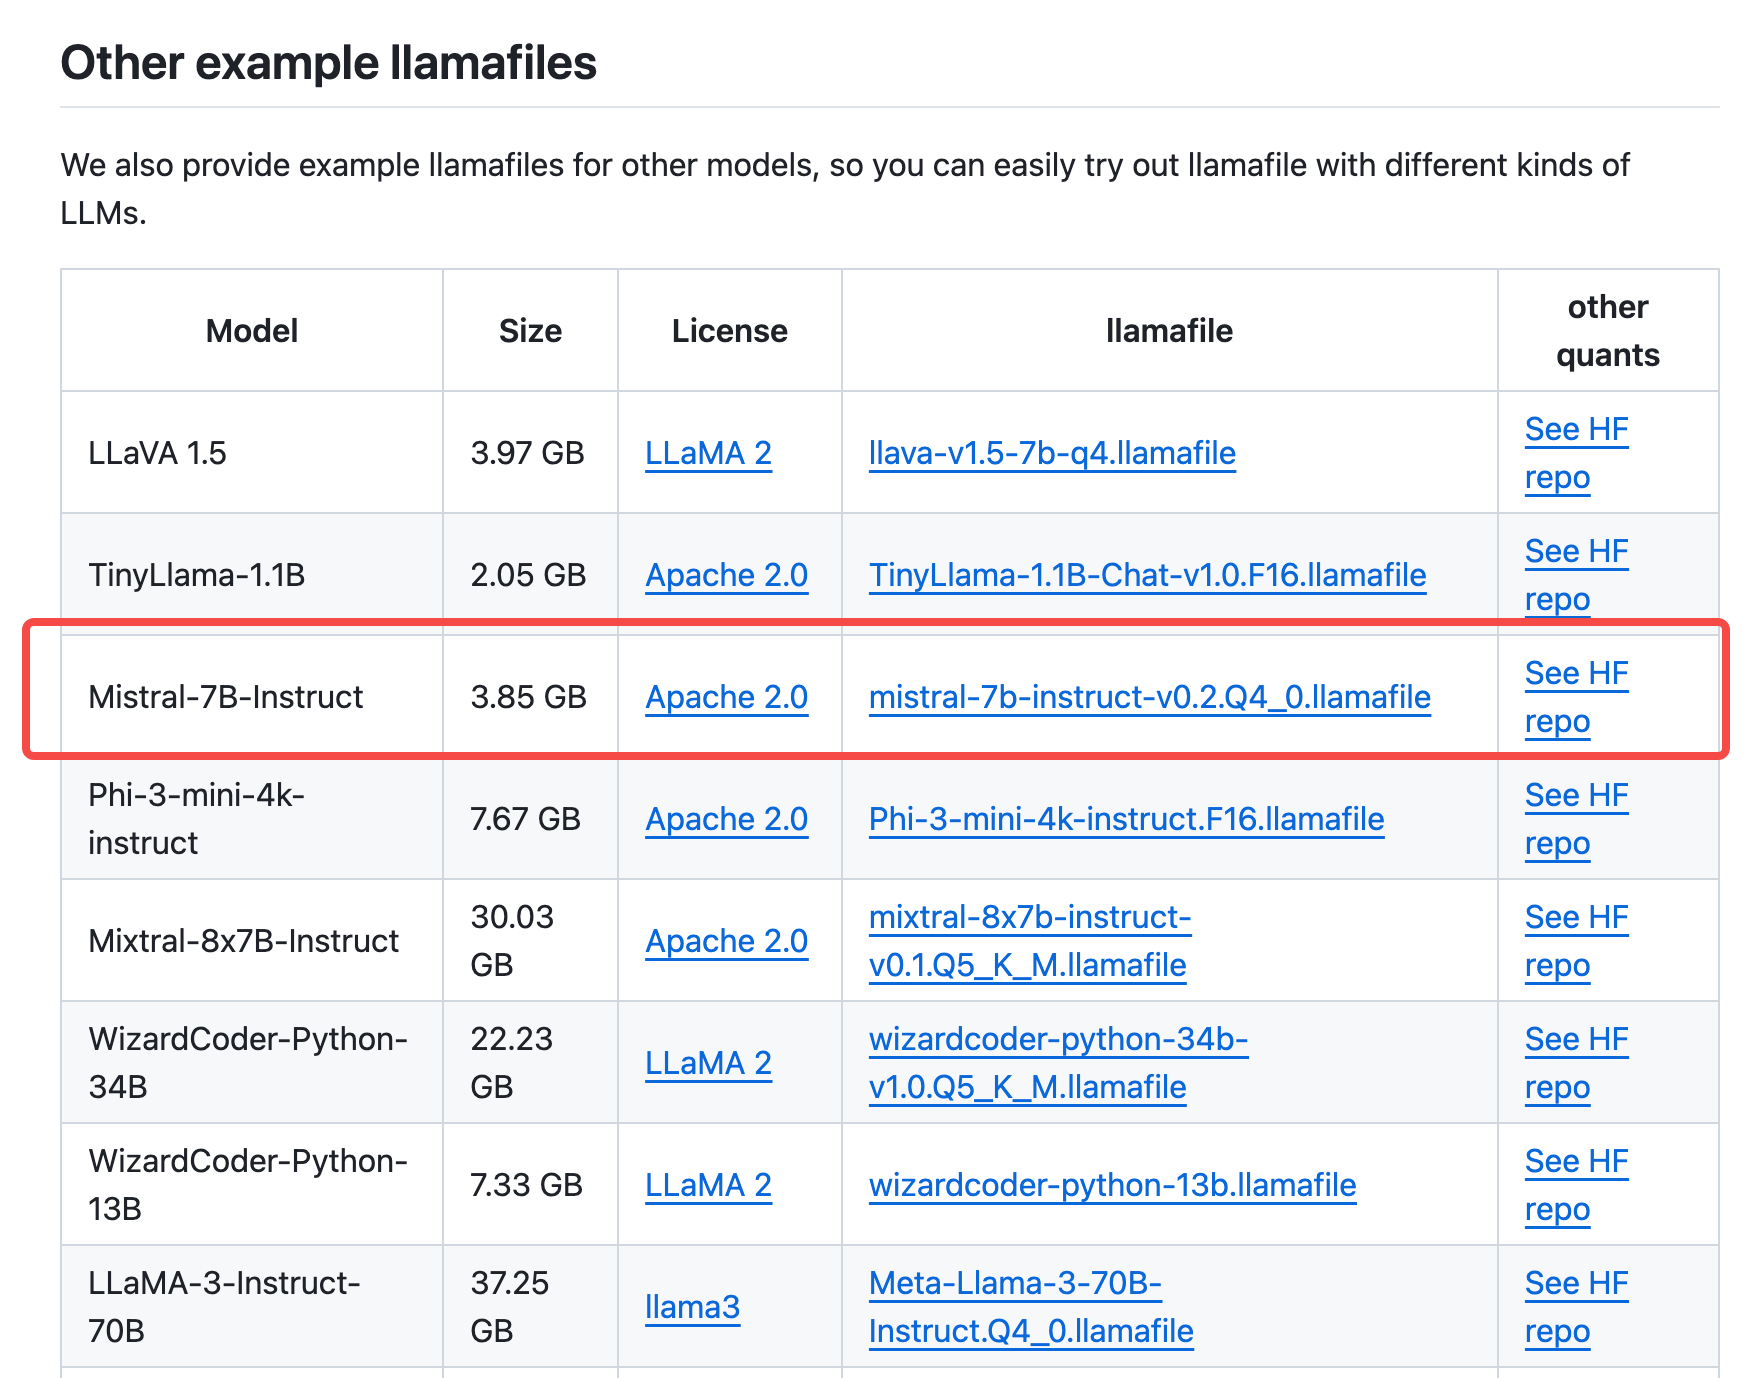 Other example llamafiles
We also provide example llamafiles for other models, so you can easily try out llamafile with different kinds of
LLMs.
Model Size License llamafile other
quants
LLaVA 1.5 3.97 GB LLaMA 2 llava-v1.5-7b-q4.llamafile See HF
repo
TinyLlama-1.1B 2.05 GB Apache 2.0 TinyLlama-1.1B-Chat-v1.0.F16.llamafile See HF
repo
Mistral-7B-Instruct 3.85 GB Apache 2.0 mistral-7b-instruct-v0.2.Q4_0.llamafile See HF
repo
Phi-3-mini-4k-
instruct 7.67 GB Apache 2.0 Phi-3-mini-4k-instruct.F16.llamafile See HF
repo
Mixtral-8x7B-Instruct 30.03
GB Apache 2.0 mixtral-8x7b-instruct-
v0.1.Q5_K_M.llamafile See HF
repo
WizardCoder-Python-
34B 22.23
GB LLaMA 2 wizardcoder-python-34b-
v1.0.Q5_K_M.llamafile See HF
repo
WizardCoder-Python-
13B 7.33 GB LLaMA 2 wizardcoder-python-13b.llamafile See HF
repo
LLaMA-3-Instruct-
70B 37.25
GB llama3 Meta-Llama-3-70B-
Instruct.Q4_0.llamafile See HF
repo